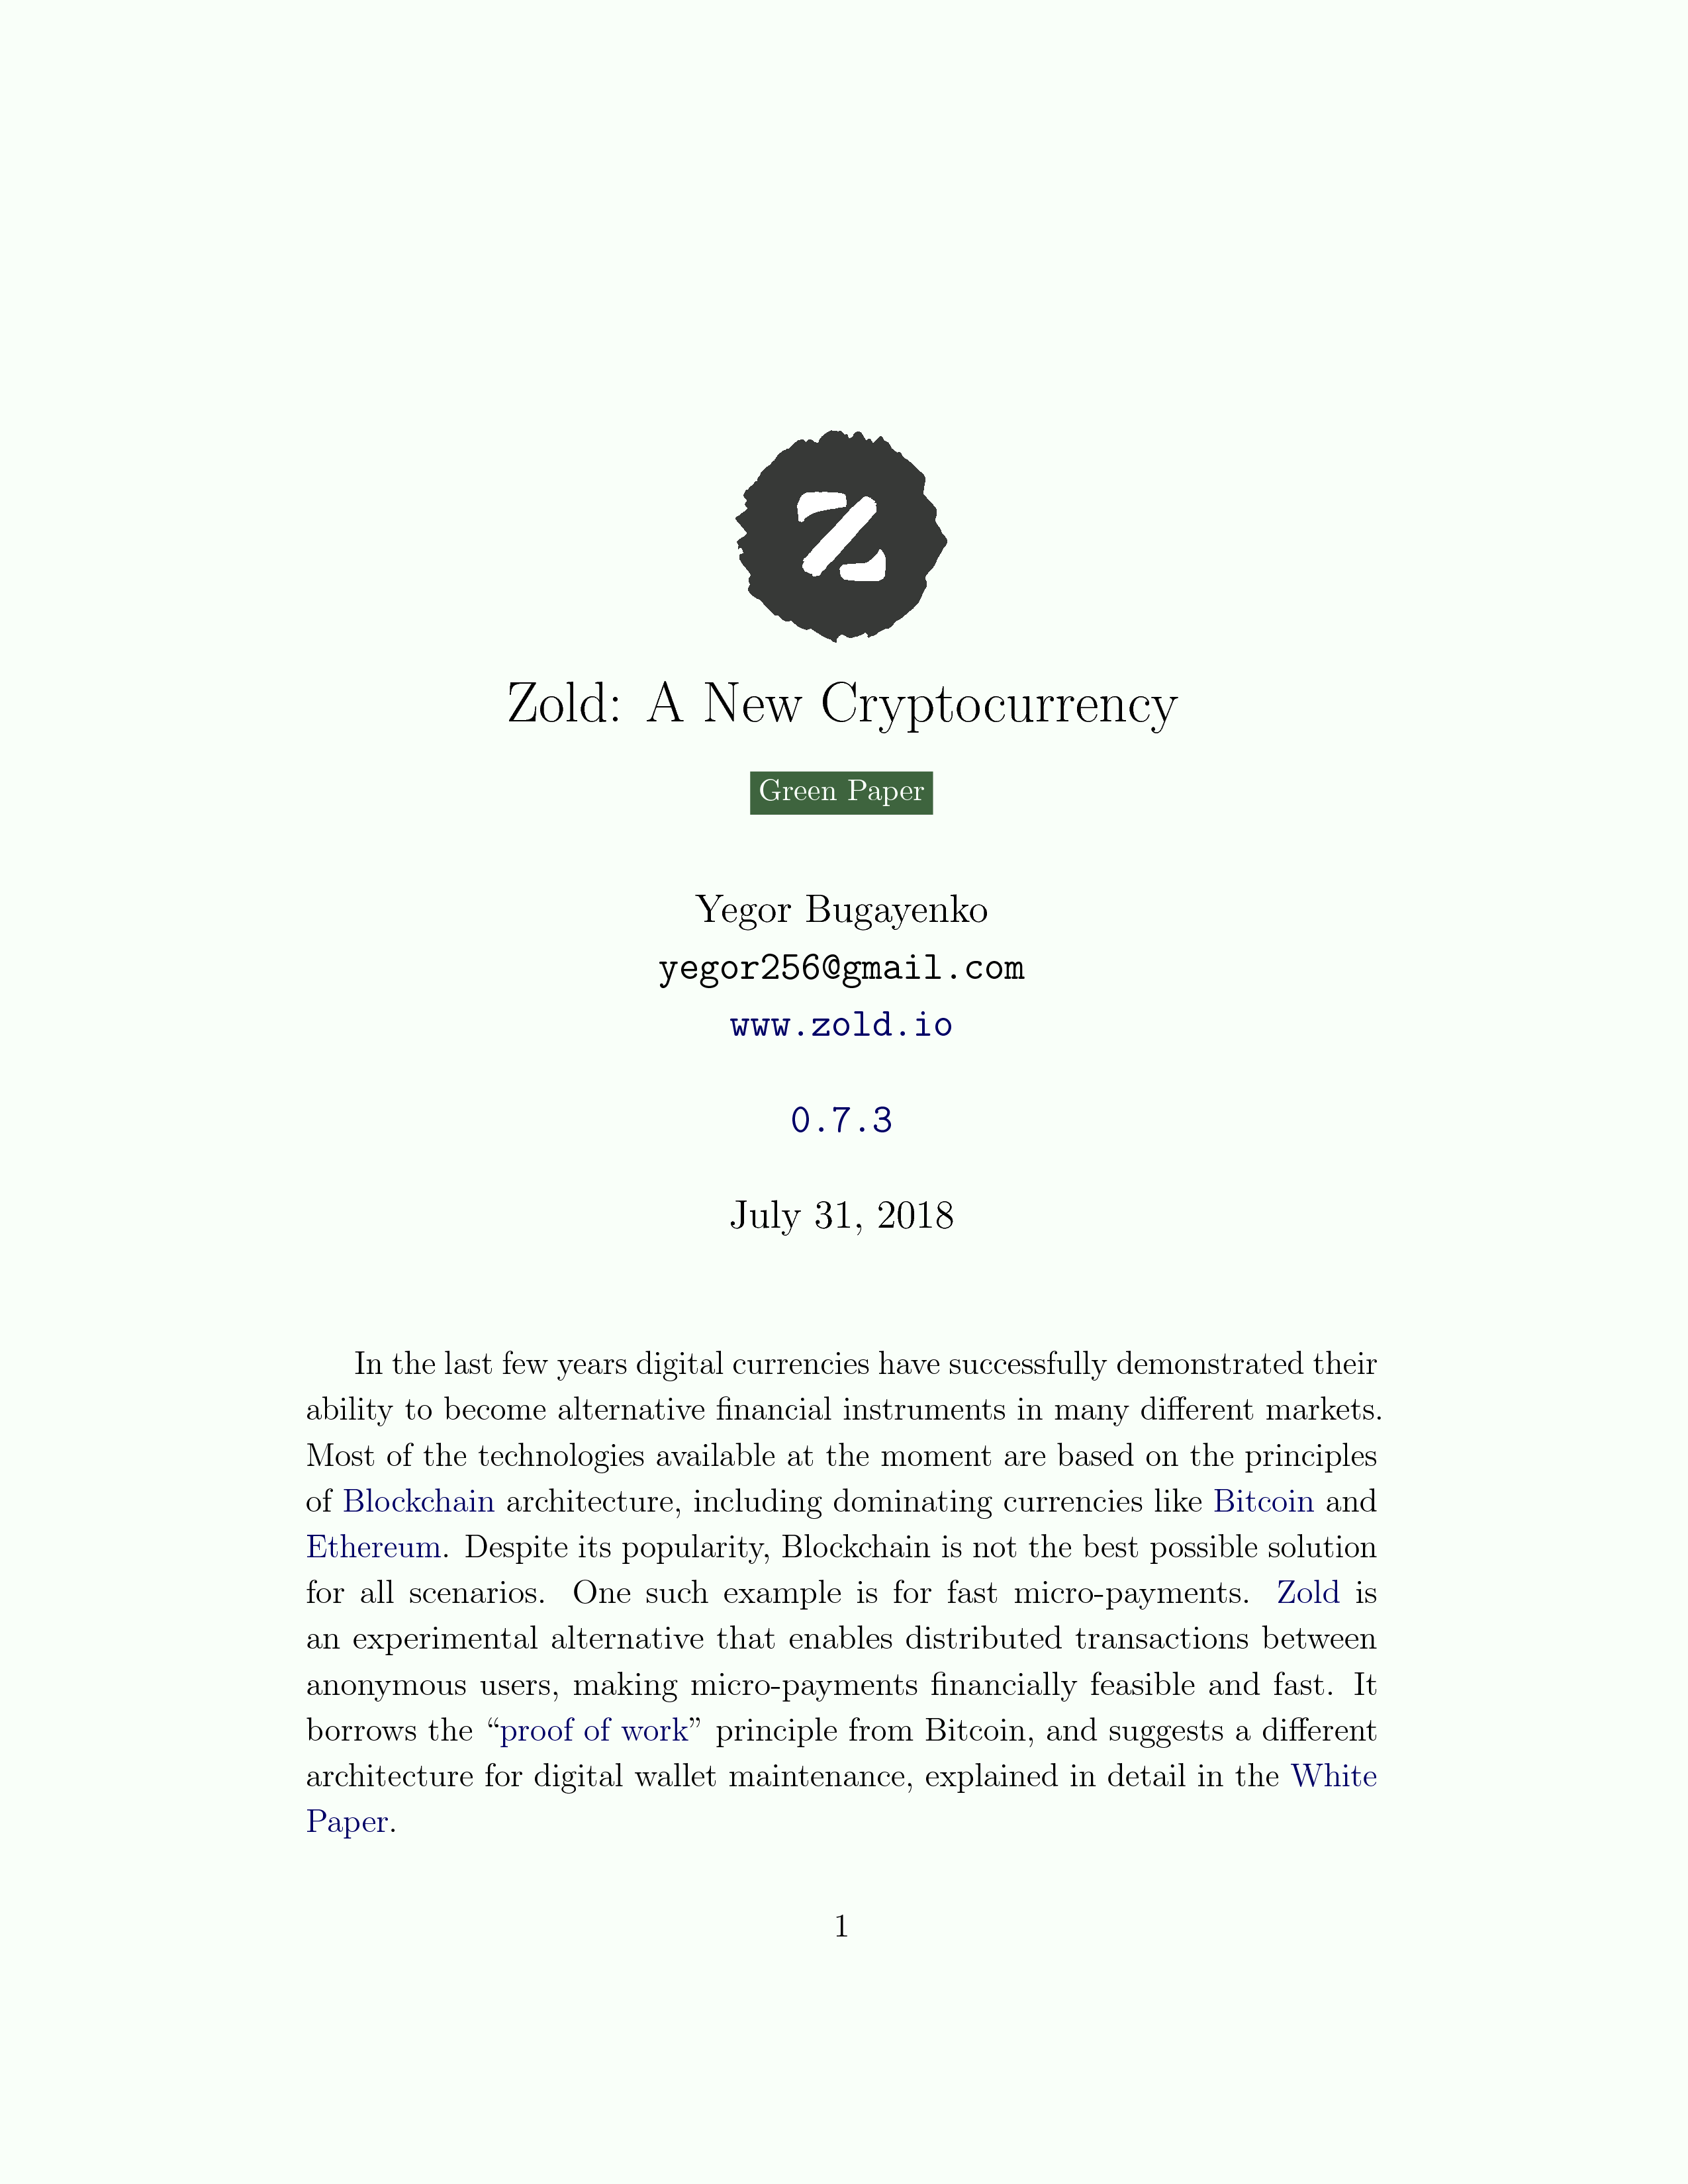 Z
Zold: A New Cryptocurrency
Green Paper
Yegor Bugayenko
yegor256@gmail.com
www.zold.io
0.7.3
July 31, 2018
In the last few years digital currencies have successfully demonstrated their
ability to become alternative financial instruments in many different markets.
Most of the technologies available at the moment are based on the principles
of Blockchain architecture, including dominating currencies like Bitcoin and
Ethereum. Despite its popularity, Blockchain is not the best possible solution
for all scenarios. One such example is for fast micro-payments. Zold is
an experimental alternative that enables distributed transactions between
anonymous users, making micro-payments financially feasible and fast. It
borrows the “proof of work” principle from Bitcoin, and suggests a different
architecture for digital wallet maintenance, explained in detail in the White
Paper.
1